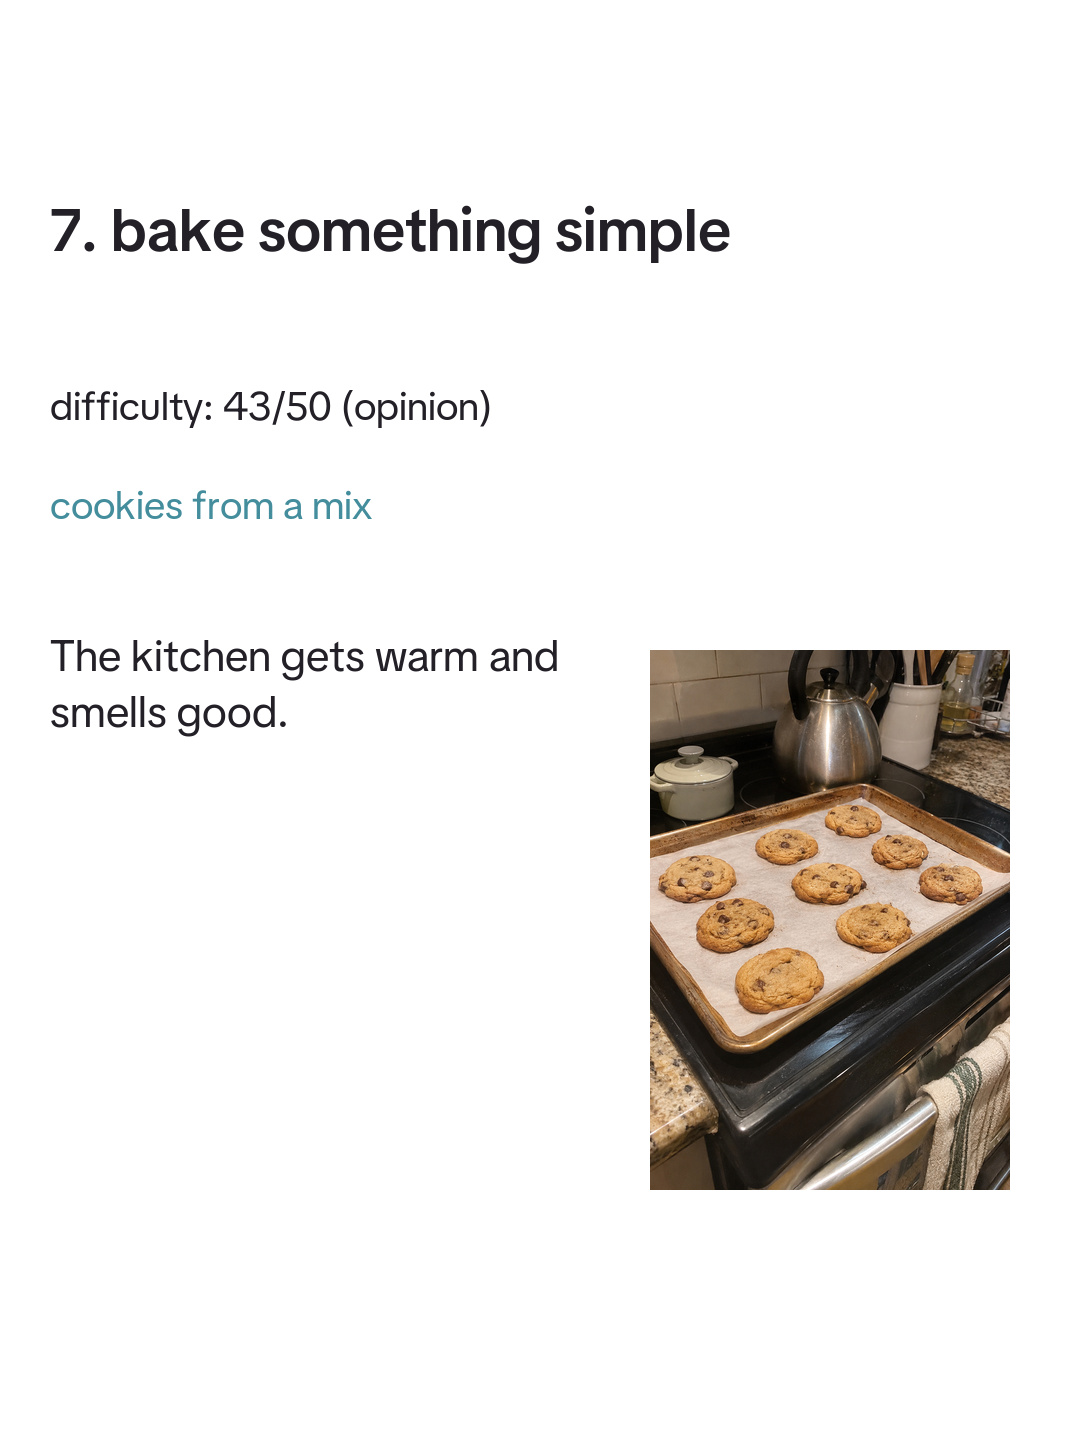 7. bake something simple
difficulty: 43/50 (opinion)
cookies from a mix
The kitchen gets warm and
smells good.